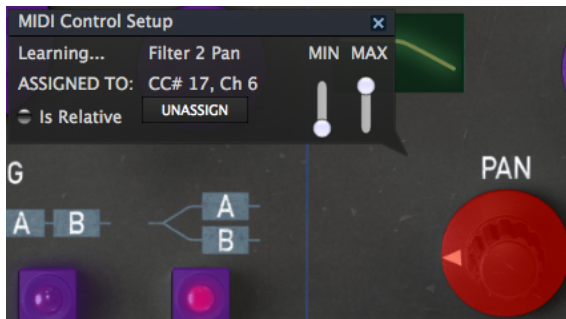 MIDI Control Setup
Learning... Filter 2 Pan MIN MAX
ASSIGNED TO: CC# 17, Ch 6
Is Relative UNASSIGN
G
PAN
A B
A
B